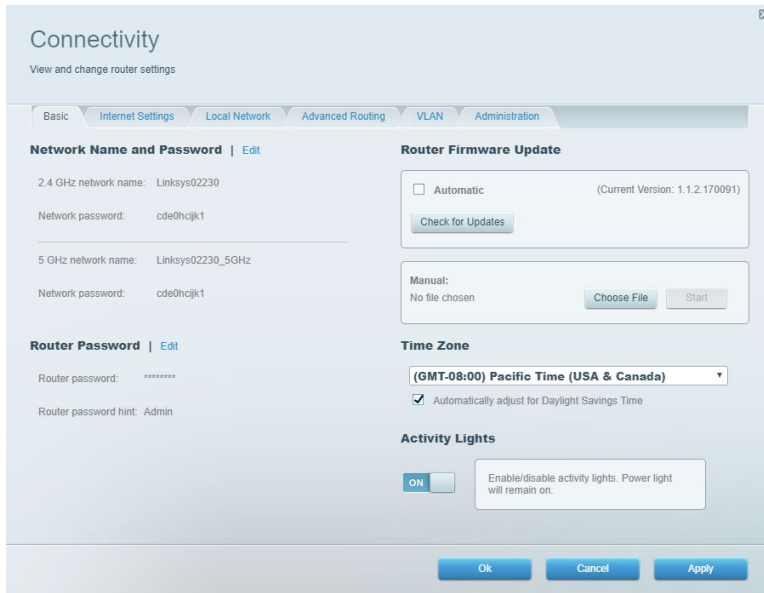 Connectivity
View and change router settings
Basic
Internet Settings
Local Network
Advanced Routing
VLAN
Administration
Network Name and Password | Edit
2.4 GHz network name: Linksys02230
Network password: cde0hcijk1
5 GHz network name: Linksys02230_5GHz
Network password: cde0hcijk1
Router Password | Edit
Router password: ********
Router password hint: Admin
Router Firmware Update
Automatic
(Current Version: 1.1.2.170091)
Check for Updates
Manual:
No file chosen
Choose File
Start
Time Zone
(GMT-08:00) Pacific Time (USA & Canada)
Automatically adjust for Daylight Savings Time
Activity Lights
ON
Enable/disable activity lights. Power light
will remain on.
Ok
Cancel
Apply